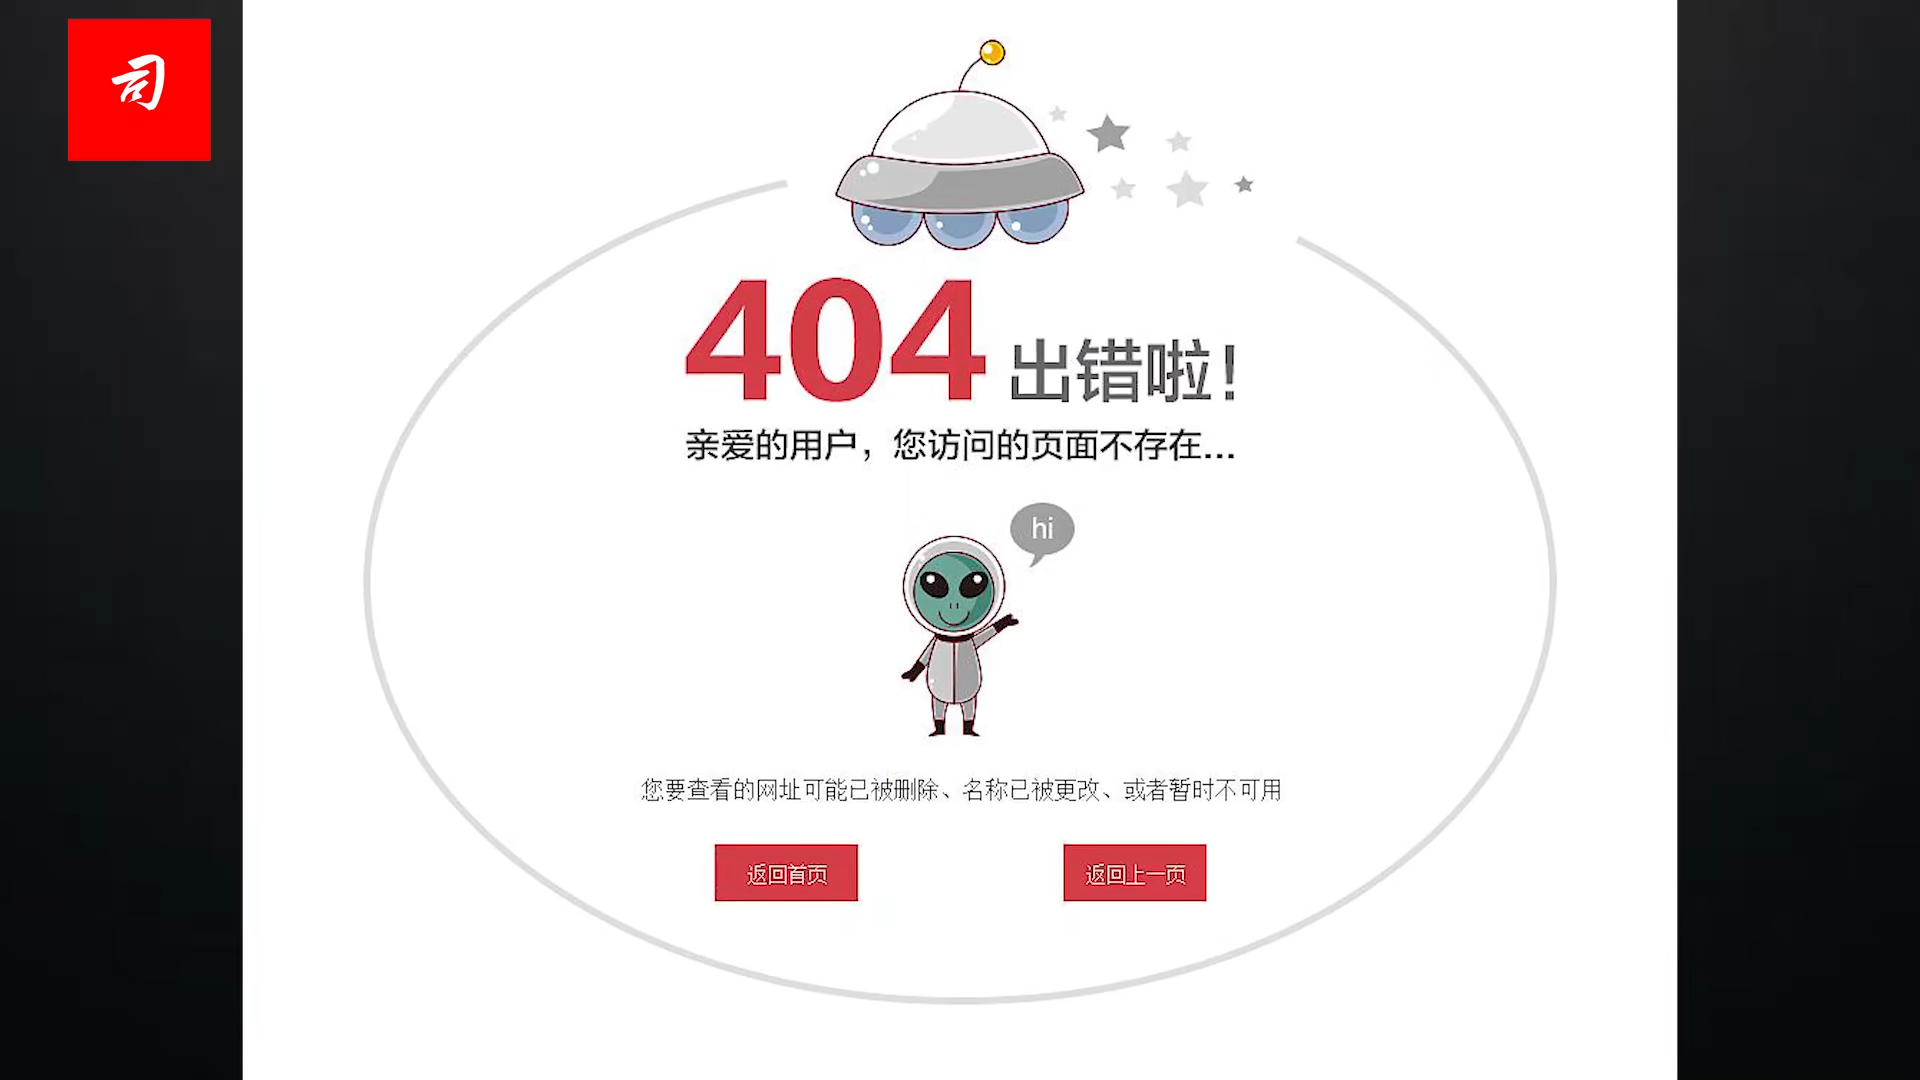 司
404 出错啦!
亲爱的用户，您访问的页面不存在...
hi
您要查看的网址可能已被删除、名称已被更改、或者暂时不可用
返回首页
返回上一页